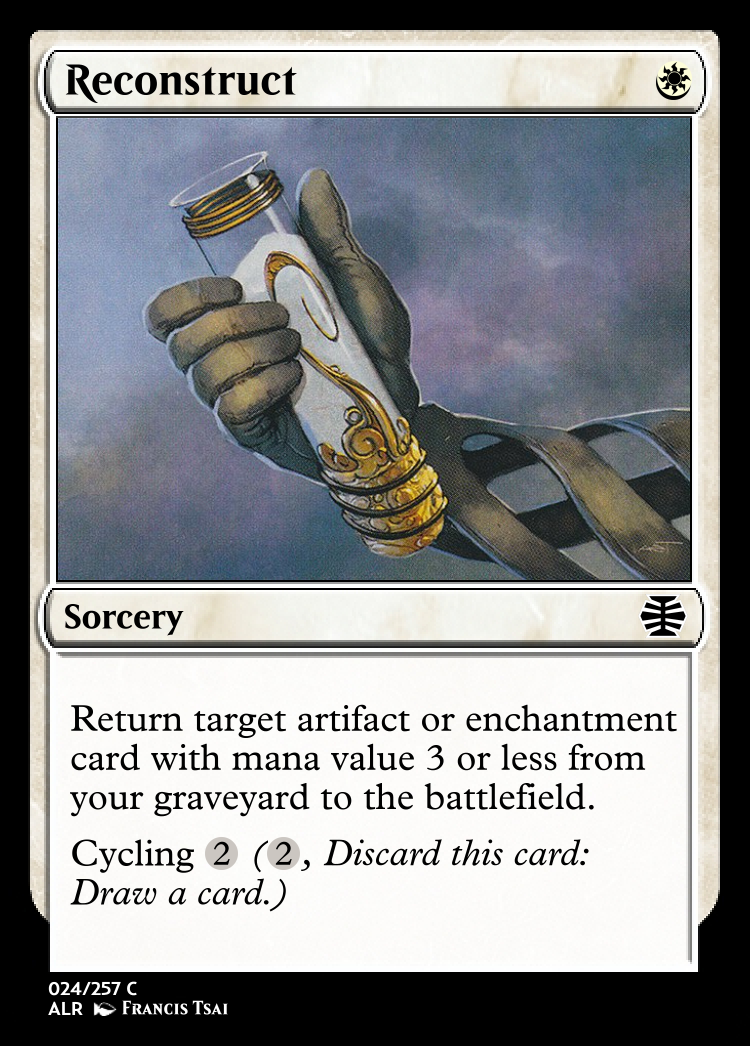 Reconstruct
Sorcery
Return target artifact or enchantment
card with mana value 3 or less from
your graveyard to the battlefield.
Cycling 2 (2, Discard this card:
Draw a card.)
024/257 C
ALR Francis Tsai